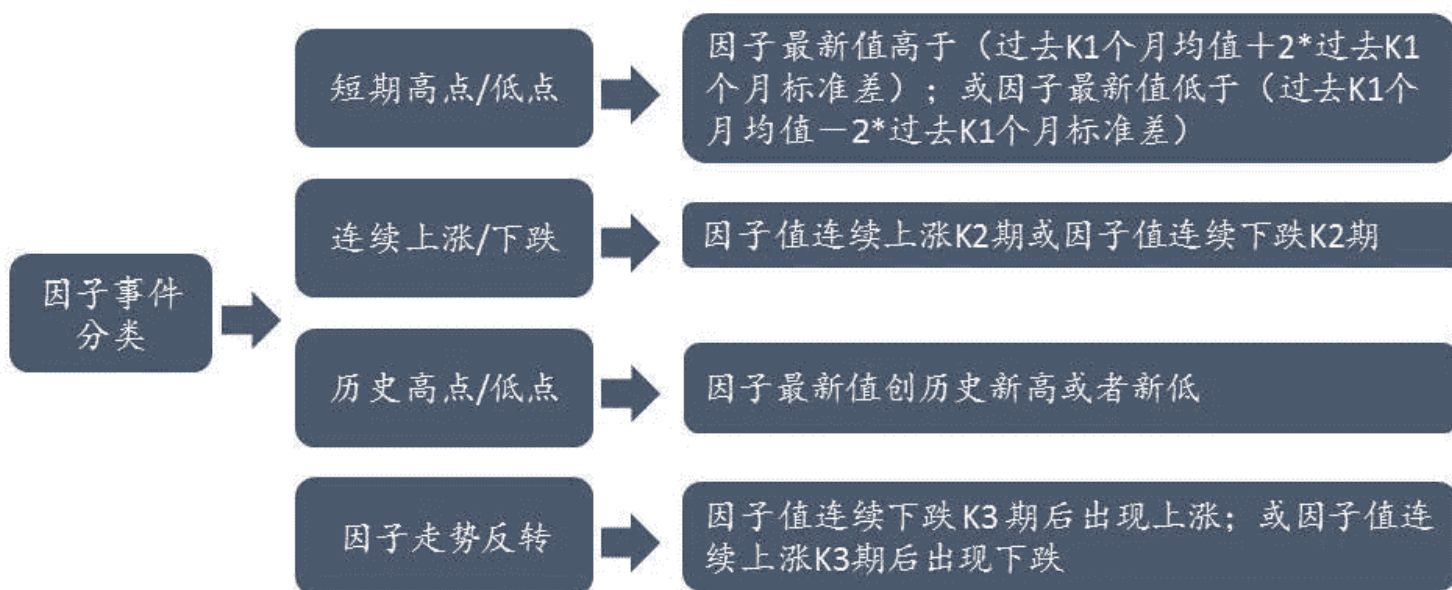 短期高点/低点
因子最新值高于（过去K1个月均值＋2*过去K1
个月标准差）；或因子最新值低于（过去K1个
月均值－2*过去K1个月标准差）
连续上涨/下跌
因子值连续上涨K2期或因子值连续下跌K2期
因子事件
分类
历史高点/低点
因子最新值创历史新高或者新低
因子走势反转
因子值连续下跌K3期后出现上涨；或因子值连
续上涨K3期后出现下跌